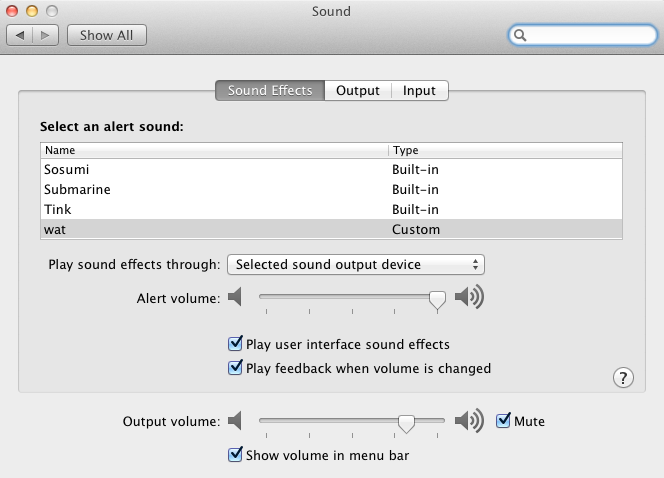 Sound
Show All
Sound Effects Output Input
Select an alert sound:
Name Type
Sosumi Built-in
Submarine Built-in
Tink Built-in
wat Custom
Play sound effects through: Selected sound output device
Alert volume:
Play user interface sound effects
Play feedback when volume is changed
?
Output volume: Mute
Show volume in menu bar